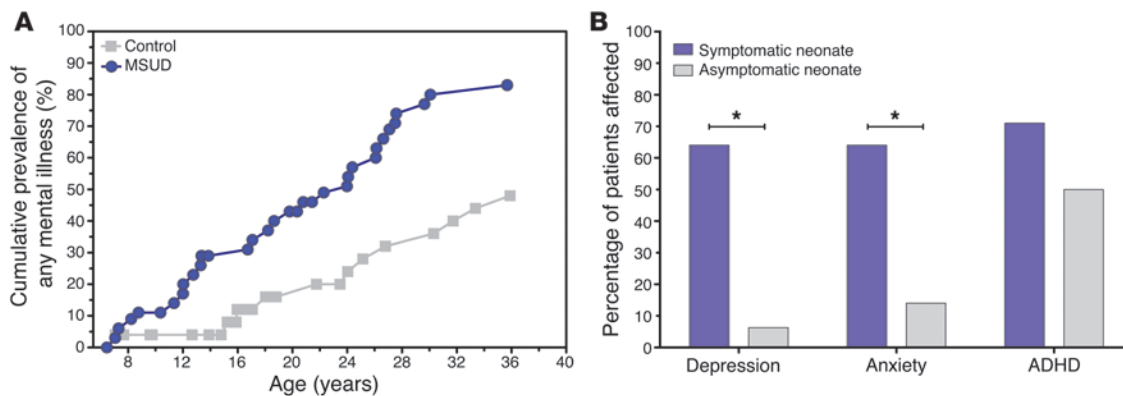 A
Cumulative prevalence of
any mental illness (%)
100
90
80
70
60
50
40
30
20
10
0
Control
MSUD
8 12 16 20 24 28 32 36 40
Age (years)
B
Percentage of patients affected
100
90
80
70
60
50
40
30
20
10
0
Symptomatic neonate
Asymptomatic neonate
* *
Depression Anxiety ADHD